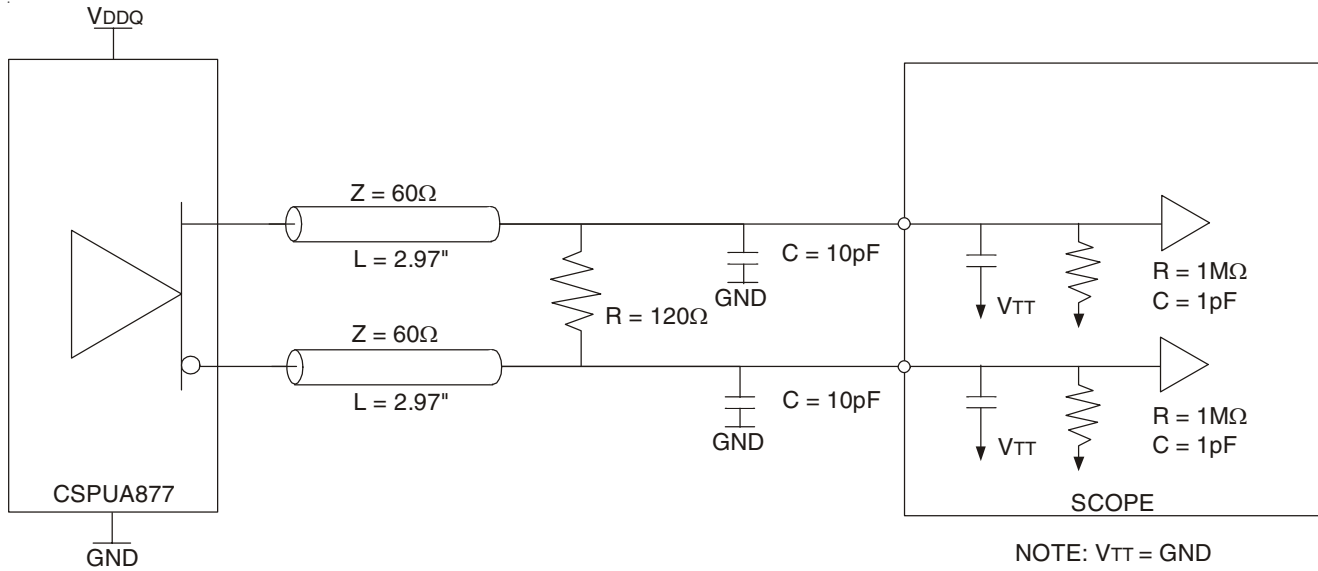 VDDQ
Z = 60Ω
L = 2.97"
C = 10pF
GND
R = 120Ω
Z = 60Ω
L = 2.97"
C = 10pF
GND
VTT
R = 1MΩ
C = 1pF
VTT
R = 1MΩ
C = 1pF
CSPUA877
GND
SCOPE
NOTE: VTT = GND